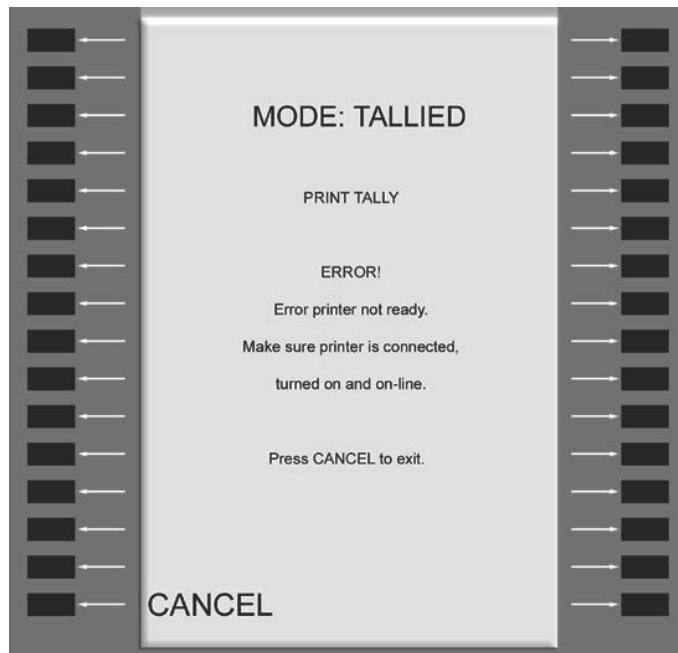 MODE: TALLIED
PRINT TALLY
ERROR!
Error printer not ready.
Make sure printer is connected,
turned on and on-line.
Press CANCEL to exit.
CANCEL